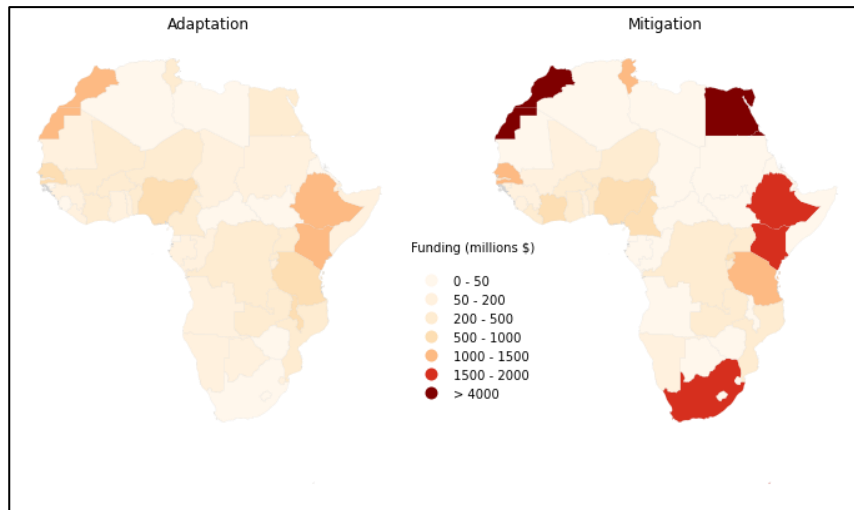 Adaptation
Mitigation
Funding (millions $)
0 - 50
50 - 200
200 - 500
500 - 1000
1000 - 1500
1500 - 2000
> 4000